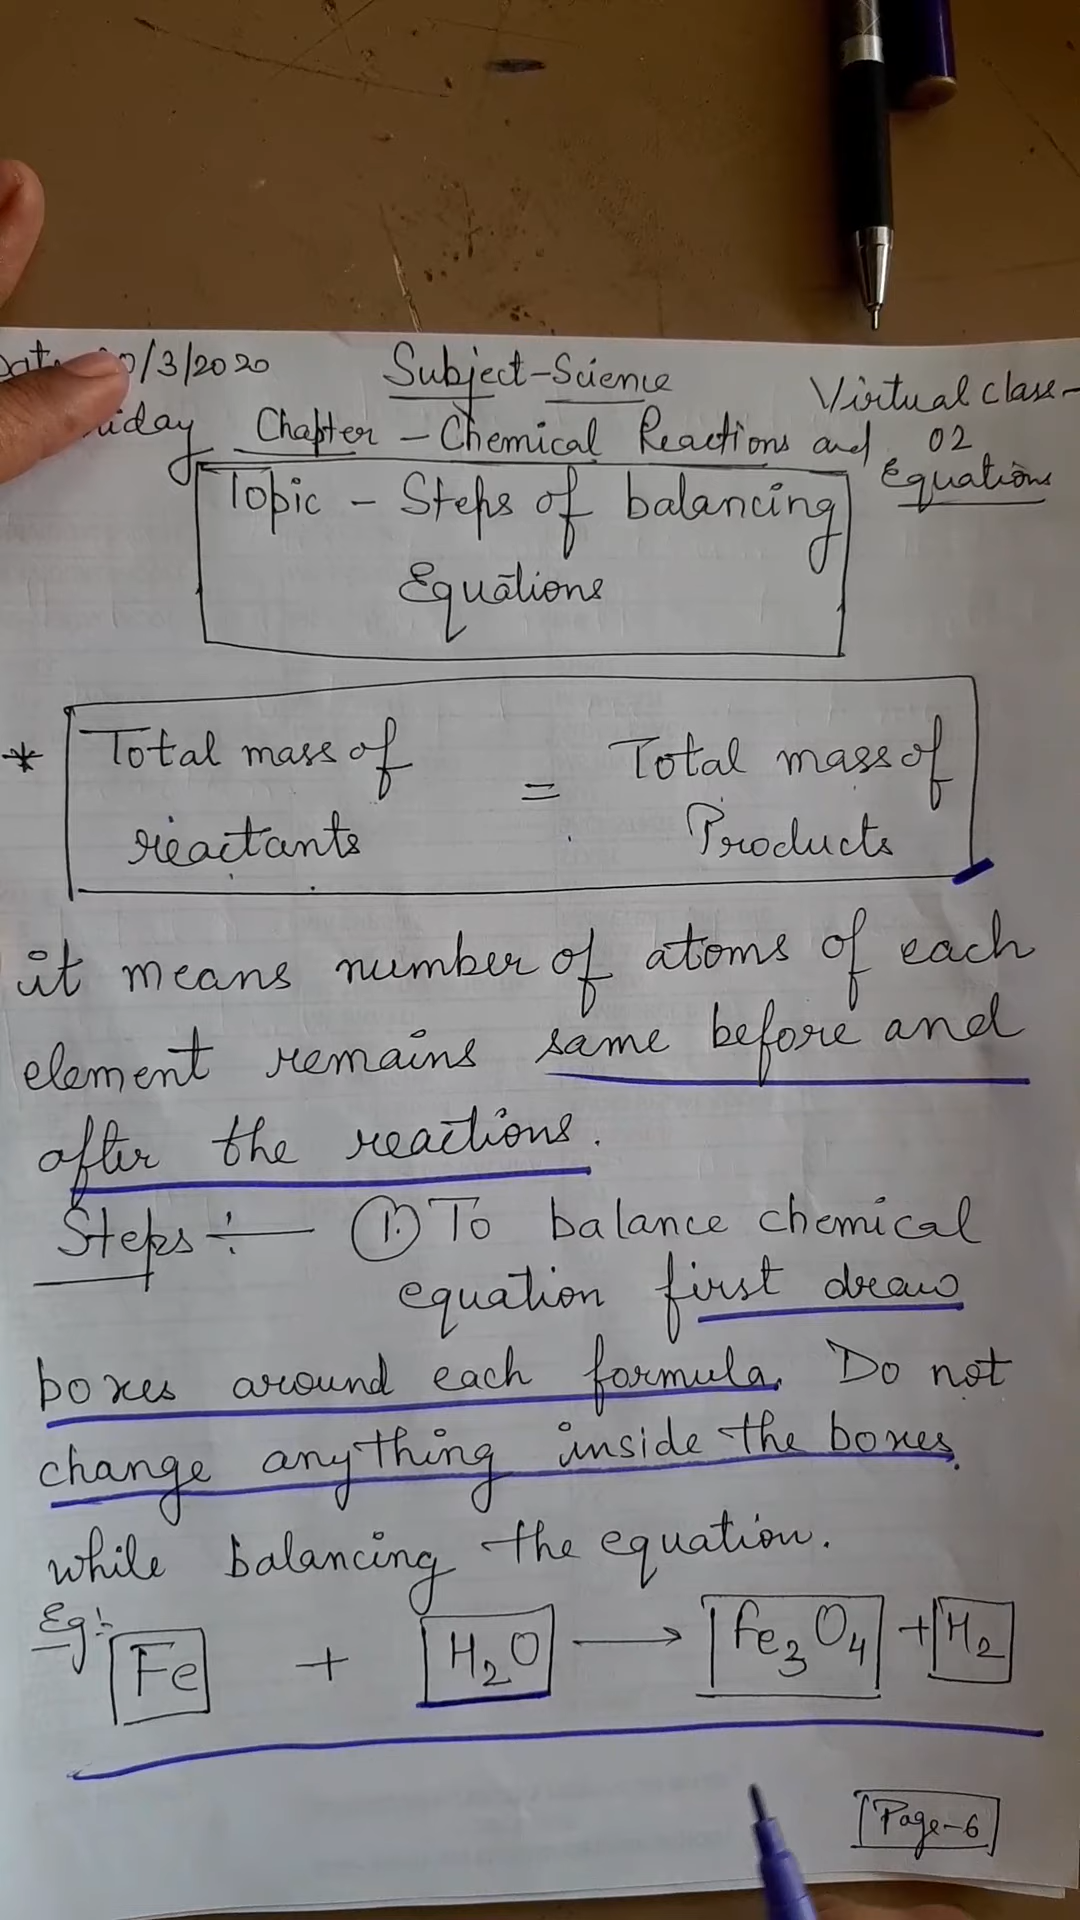 /3/2020 Subject-Science Virtual class-
Chapter - Chemical Reactions and 02
Equations
Topic - Steps of balancing
Equations
* Total mass of = Total mass of
reactants Products
it means number of atoms of each
element remains same before and
after the reactions.
Steps :- 1. To balance chemical
equation first draw
boxes around each formula. Do not
change anything inside the boxes.
while balancing the equation.
Eg:- Fe + H₂O → Fe₃O₄ + H₂
Page-6